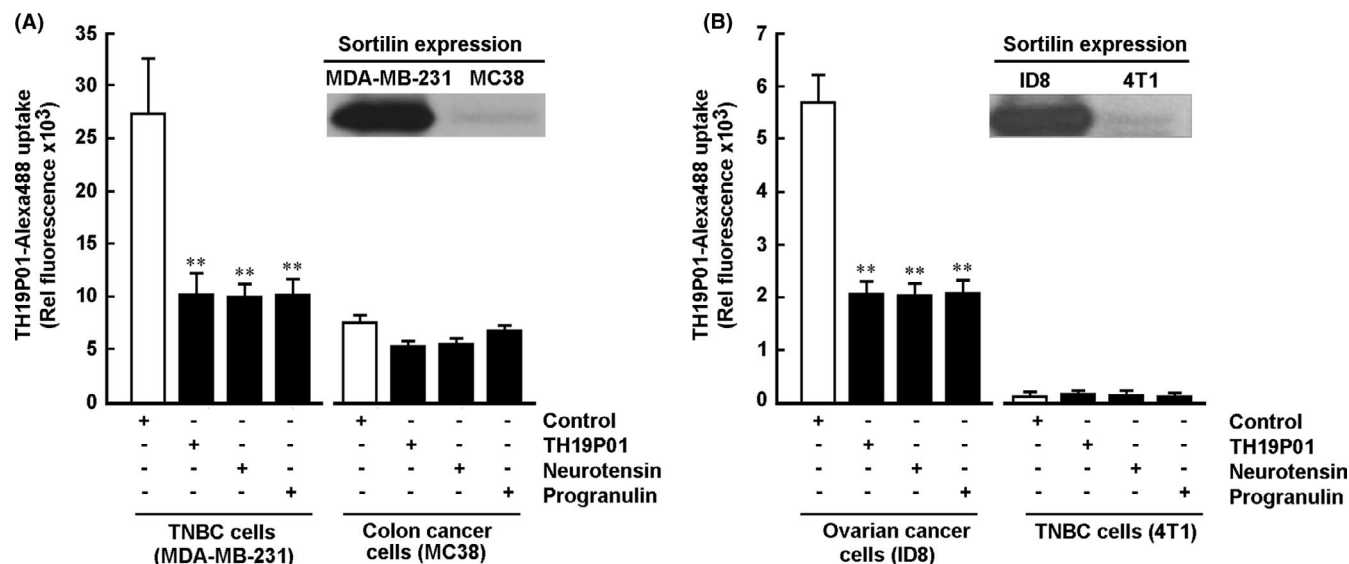 (A)
TH19P01-Alexa488 uptake
(Rel fluorescence x10³)
35
30
25
20
15
10
5
0
Sortilin expression
MDA-MB-231 MC38
** ** **
+ - - - + - - - Control
- + - - - + - - TH19P01
- - + - - - + - Neurotensin
- - - + - - - + Progranulin
TNBC cells
(MDA-MB-231)
Colon cancer
cells (MC38)
(B)
TH19P01-Alexa488 uptake
(Rel fluorescence x10³)
7
6
5
4
3
2
1
0
Sortilin expression
ID8 4T1
** ** **
+ - - - + - - - Control
- + - - - + - - TH19P01
- - + - - - + - Neurotensin
- - - + - - - + Progranulin
Ovarian cancer
cells (ID8)
TNBC cells (4T1)